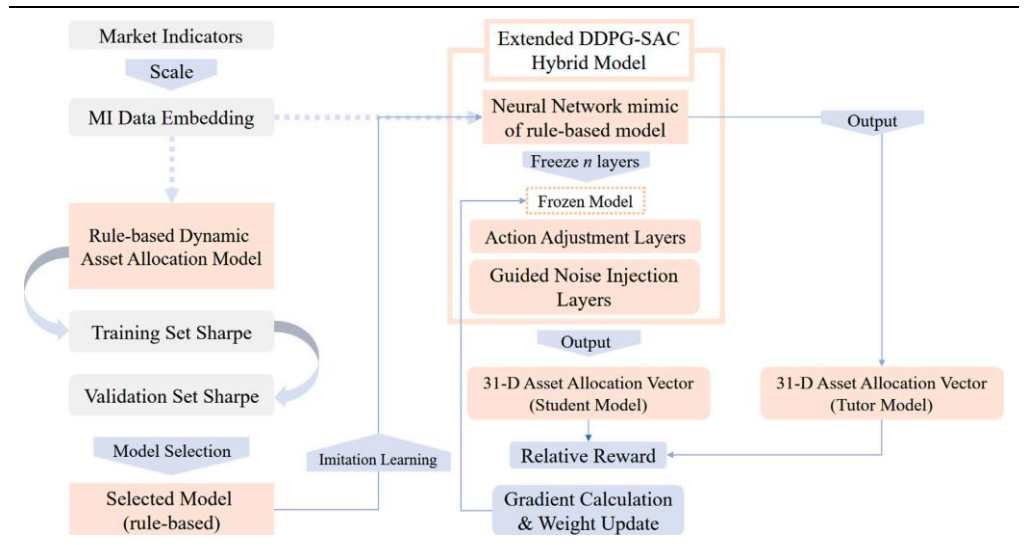 Market Indicators
Scale
MI Data Embedding
Rule-based Dynamic
Asset Allocation Model
Training Set Sharpe
Validation Set Sharpe
Model Selection
Selected Model
(rule-based)
Imitation Learning
Extended DDPG-SAC
Hybrid Model
Neural Network mimic
of rule-based model
Freeze n layers
Frozen Model
Action Adjustment Layers
Guided Noise Injection
Layers
Output
31-D Asset Allocation Vector
(Student Model)
Relative Reward
Gradient Calculation
& Weight Update
Output
31-D Asset Allocation Vector
(Tutor Model)